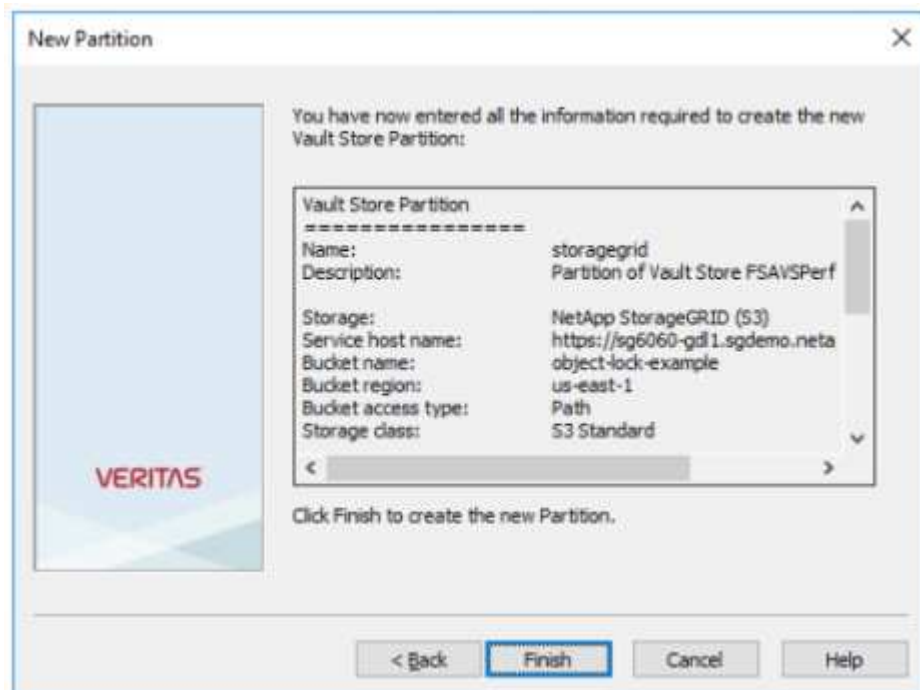 New Partition
You have now entered all the information required to create the new
Vault Store Partition:
Vault Store Partition
=================
Name: storagegrid
Description: Partition of Vault Store FSAVSPerf
Storage: NetApp StorageGRID (S3)
Service host name: https://sg6060-gdl1.sgdemo.neta
Bucket name: object-lock-example
Bucket region: us-east-1
Bucket access type: Path
Storage class: S3 Standard
VERITAS
Click Finish to create the new Partition.
< Back Finish Cancel Help